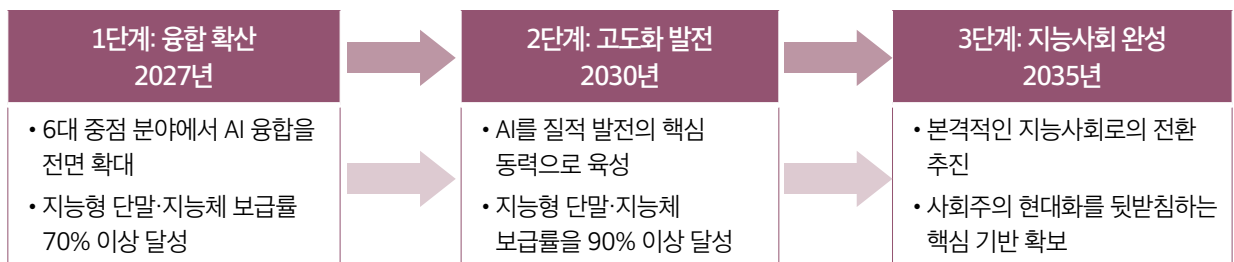 1단계: 융합 확산
2027년
• 6대 중점 분야에서 AI 융합을
전면 확대
• 지능형 단말·지능체 보급률
70% 이상 달성
2단계: 고도화 발전
2030년
• AI를 질적 발전의 핵심
동력으로 육성
• 지능형 단말·지능체
보급률을 90% 이상 달성
3단계: 지능사회 완성
2035년
• 본격적인 지능사회로의 전환
추진
• 사회주의 현대화를 뒷받침하는
핵심 기반 확보